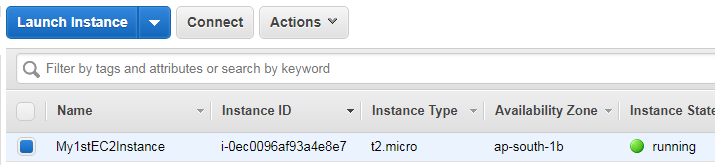 Launch Instance Connect Actions
Filter by tags and attributes or search by keyword
Name Instance ID Instance Type Availability Zone Instance State
My1stEC2Instance i-0ec0096af93a4e8e7 t2.micro ap-south-1b running